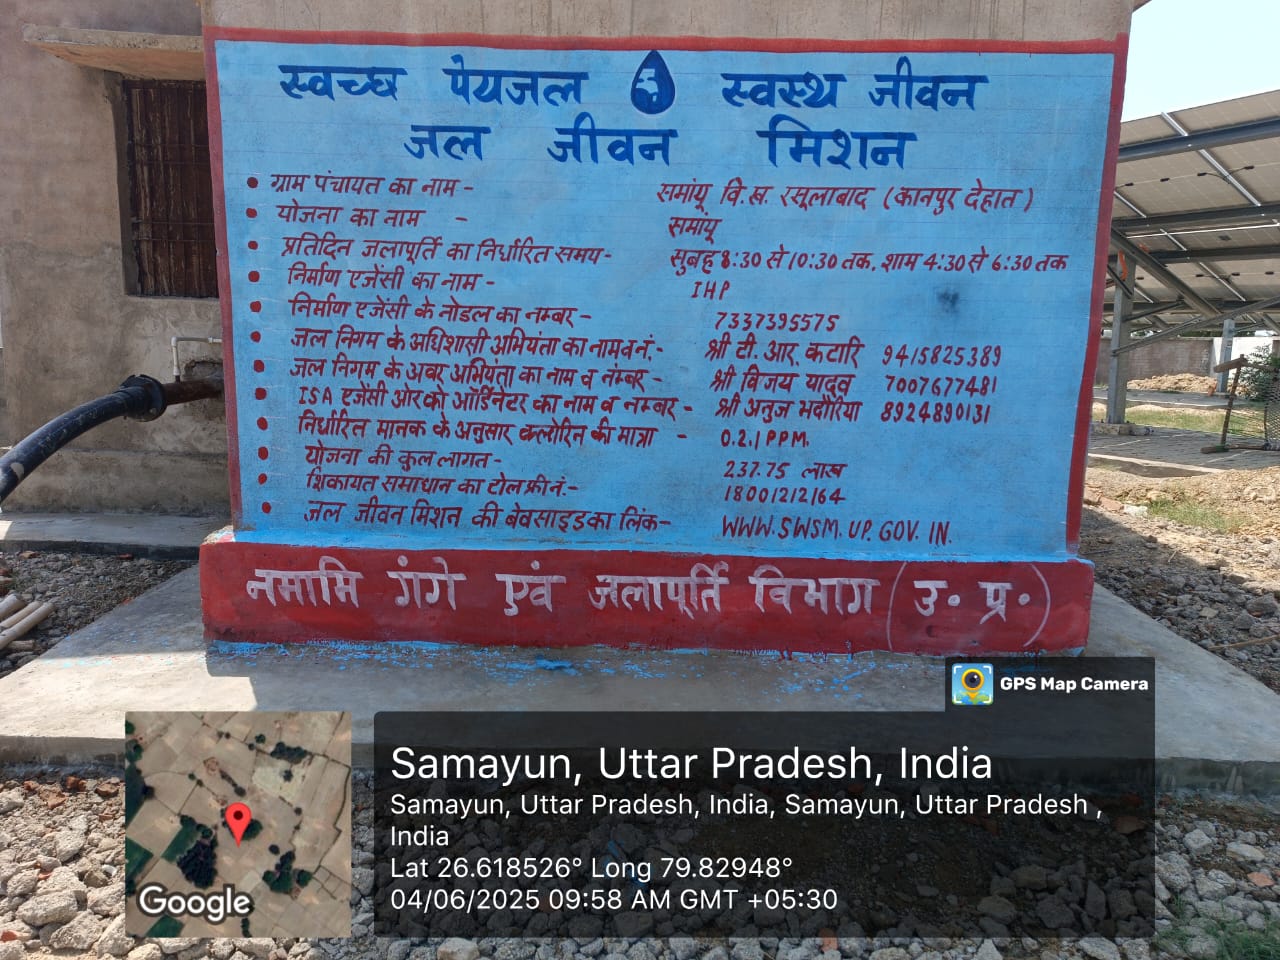 स्वच्छ पेयजल स्वस्थ जीवन
जल जीवन मिशन
• ग्राम पंचायत का नाम - समांयू वि.ख. रसूलाबाद (कानपुर देहात)
• योजना का नाम - समांयू
• प्रतिदिन जलापूर्ति का निर्धारित समय- सुबह 8:30 से 10:30 तक, शाम 4:30 से 6:30 तक
• निर्माण एजेंसी का नाम - IHP
• निर्माण एजेंसी के नोडल का नम्बर - 7337395575
• जल निगम के अधिशासी अभियंता का नाम व नं.- श्री टी. आर. कटारि 9415825389
• जल निगम के अवर अभियंता का नाम व नंम्बर - श्री विजय यादव 7007677481
• ISA एजेंसी ओर को ऑर्डिनेटर का नाम व नम्बर - श्री अनुज भदौरिया 8924890131
• निर्धारित मानक के अनुसार क्लोरिन की मात्रा - 0.2.1 PPM.
• योजना की कुल लागत- 237.75 लाख
• शिकायत समाधान का टोल फ्री नं.- 18001212164
• जल जीवन मिशन की बेवसाइड का लिंक- WWW.SWSM.UP.GOV.IN.
नमामि गंगे एवं जलापूर्ति विभाग (उ॰ प्र॰)
GPS Map Camera
Samayun, Uttar Pradesh, India
Samayun, Uttar Pradesh, India, Samayun, Uttar Pradesh ,
India
Lat 26.618526° Long 79.82948°
04/06/2025 09:58 AM GMT +05:30
Google